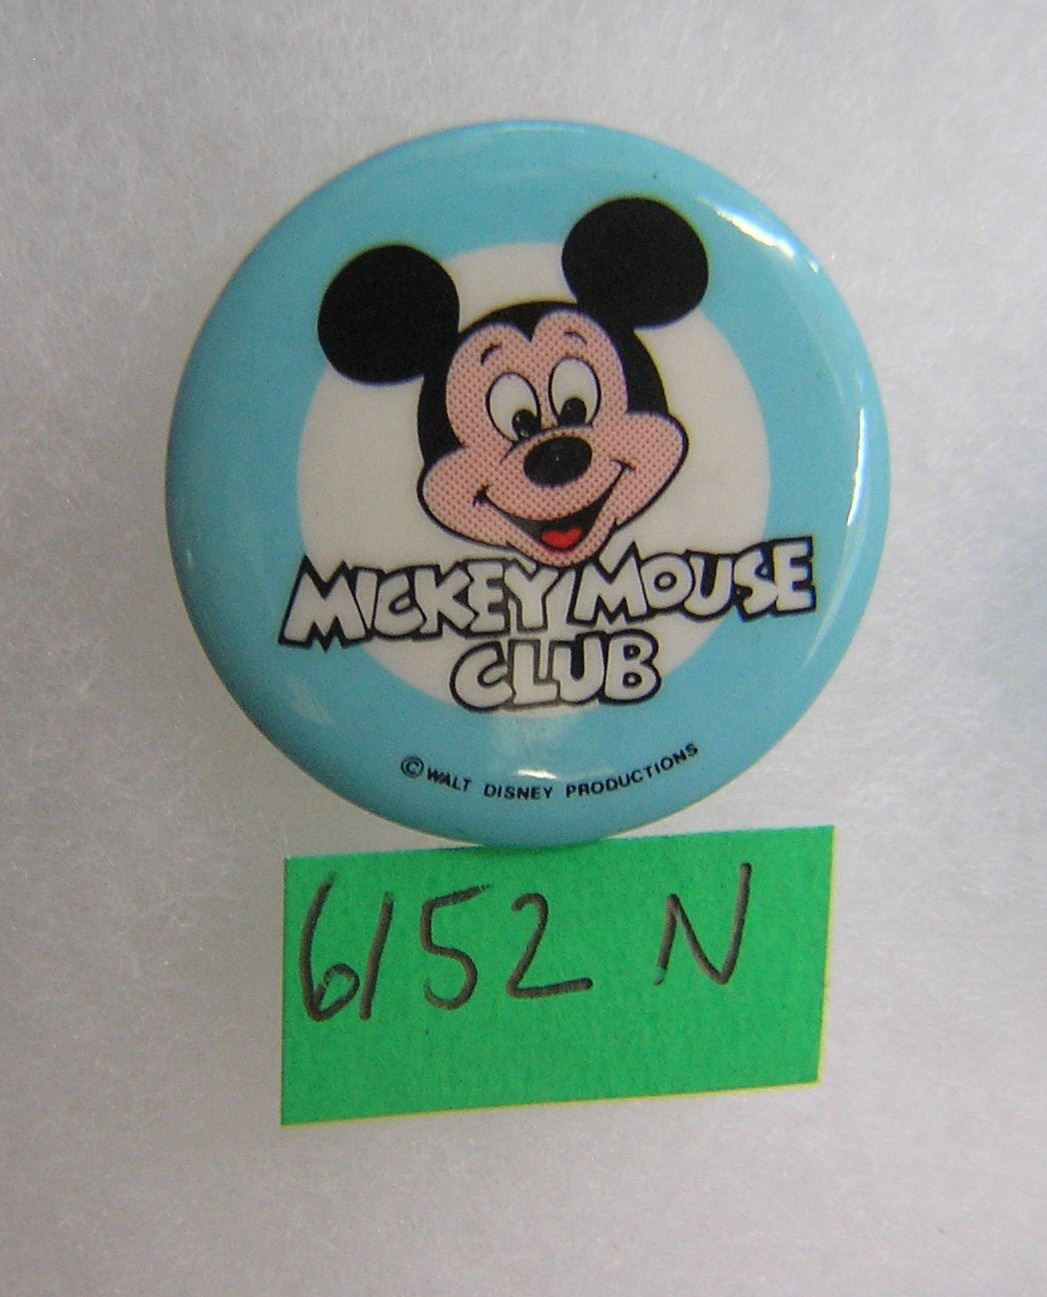 MICKEY MOUSE
CLUB
© WALT DISNEY PRODUCTIONS
6152 N